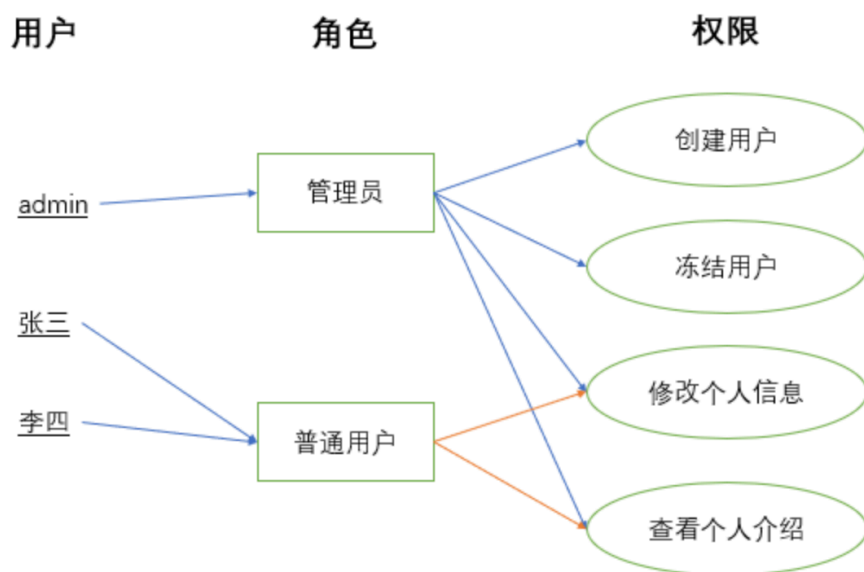 用户
角色
权限
创建用户
管理员
admin
冻结用户
张三
修改个人信息
李四
普通用户
查看个人介绍